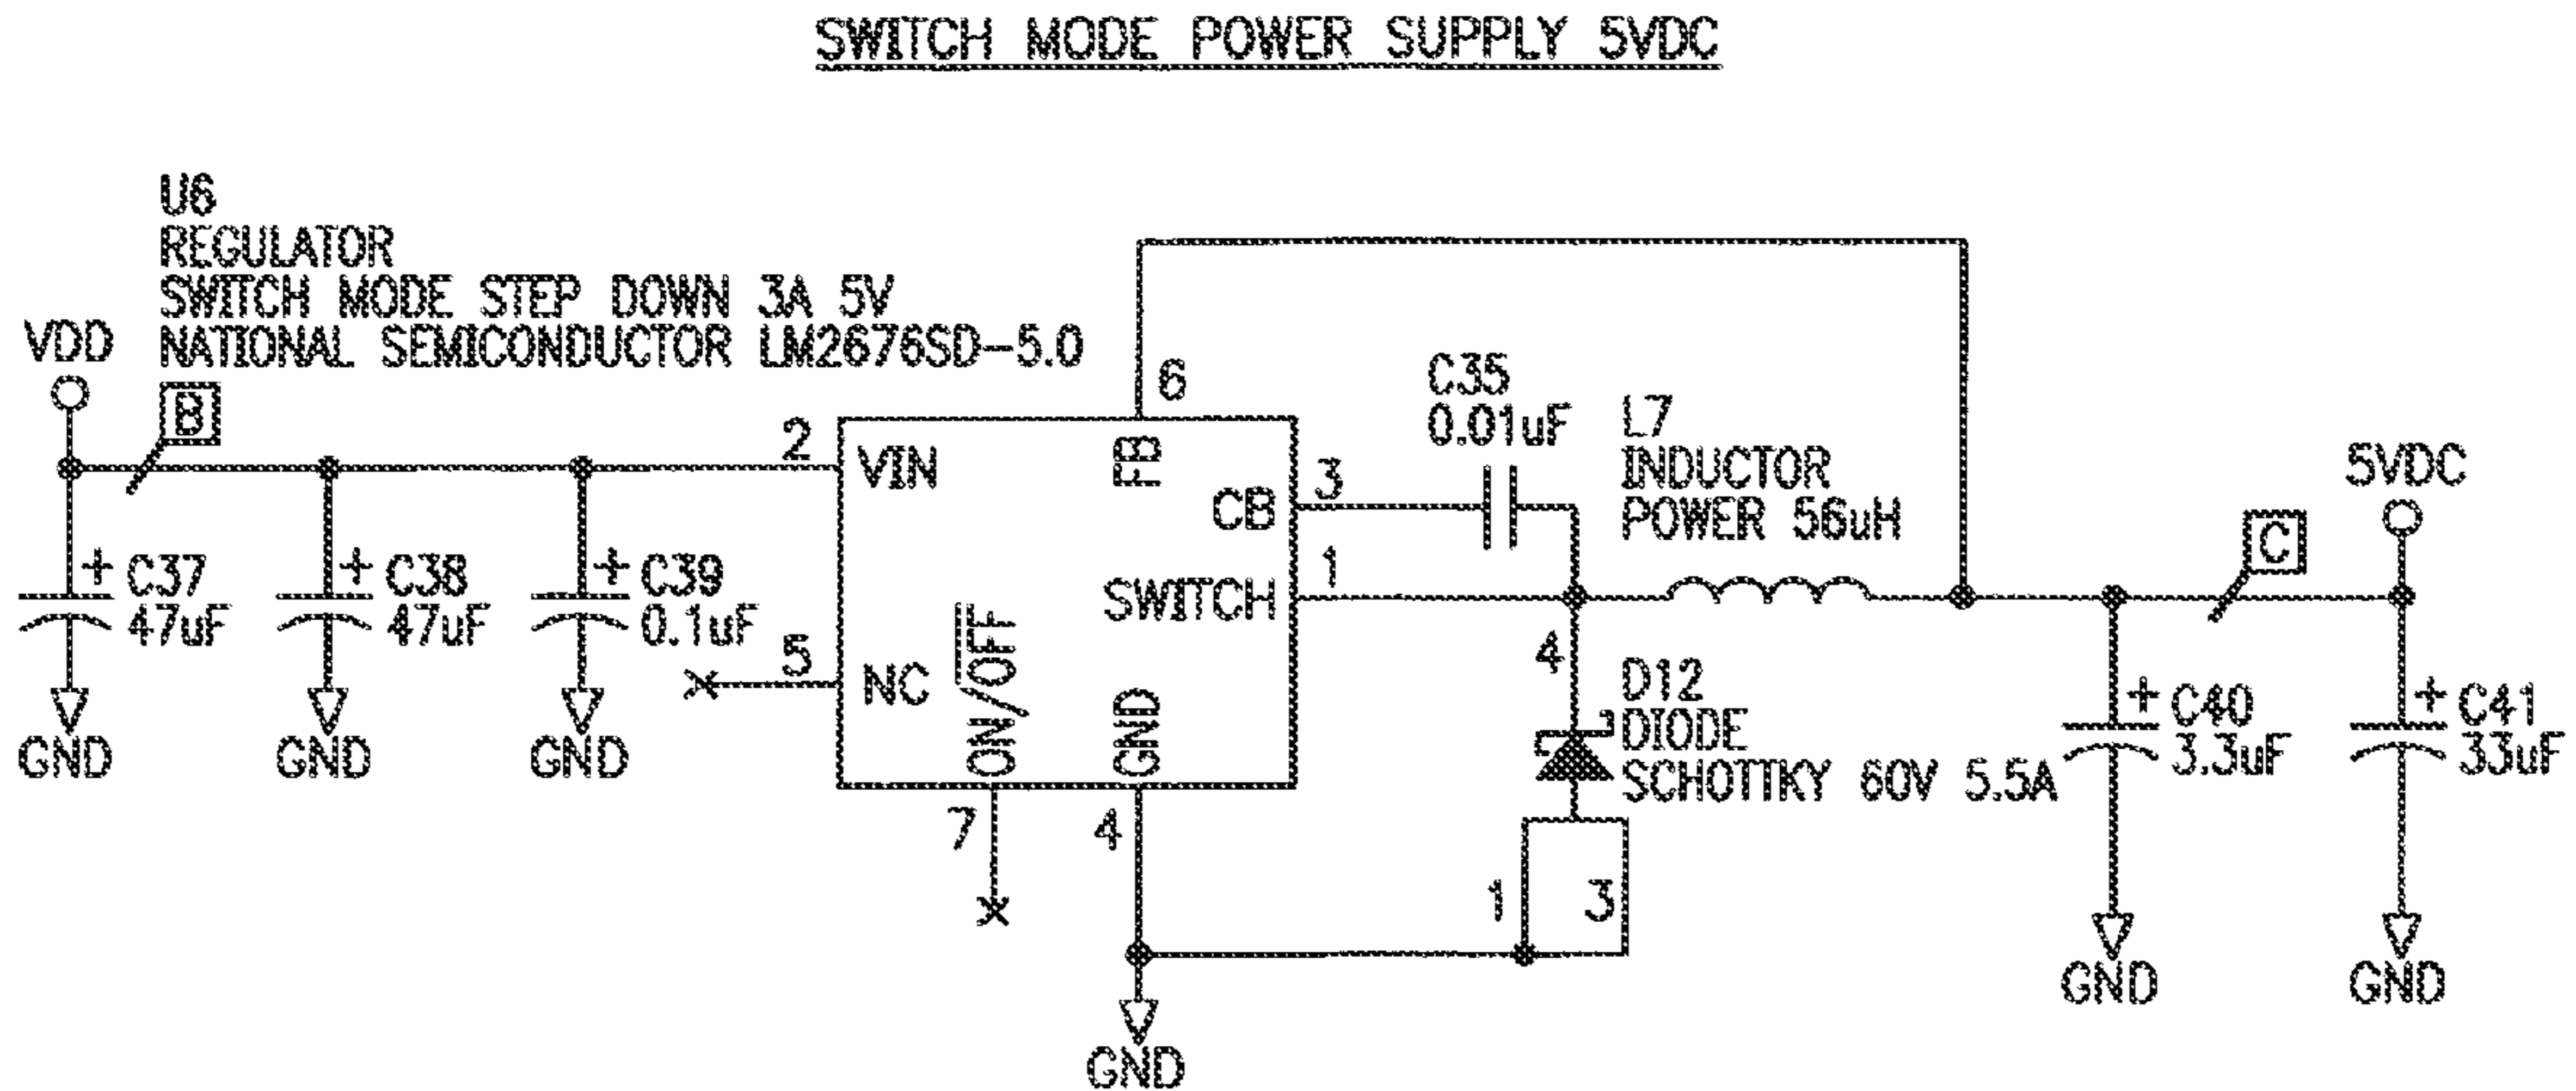 SWITCH MODE POWER SUPPLY 5VDC
U6
REGULATOR
SWITCH MODE STEP DOWN 3A 5V
NATIONAL SEMICONDUCTOR LM2676SD-5.0
VDD
B
2
VIN
6
FB
3
CB
1
SWITCH
5
NC
ON/OFF
7
GND
4
C35
0.01uF
L7
INDUCTOR
POWER 56uH
5VDC
C
+ C37
47uF
GND
+ C38
47uF
GND
+ C39
0.1uF
GND
4
D12
DIODE
SCHOTTKY 60V 5.5A
1
3
GND
+ C40
3.3uF
GND
+ C41
33uF
GND